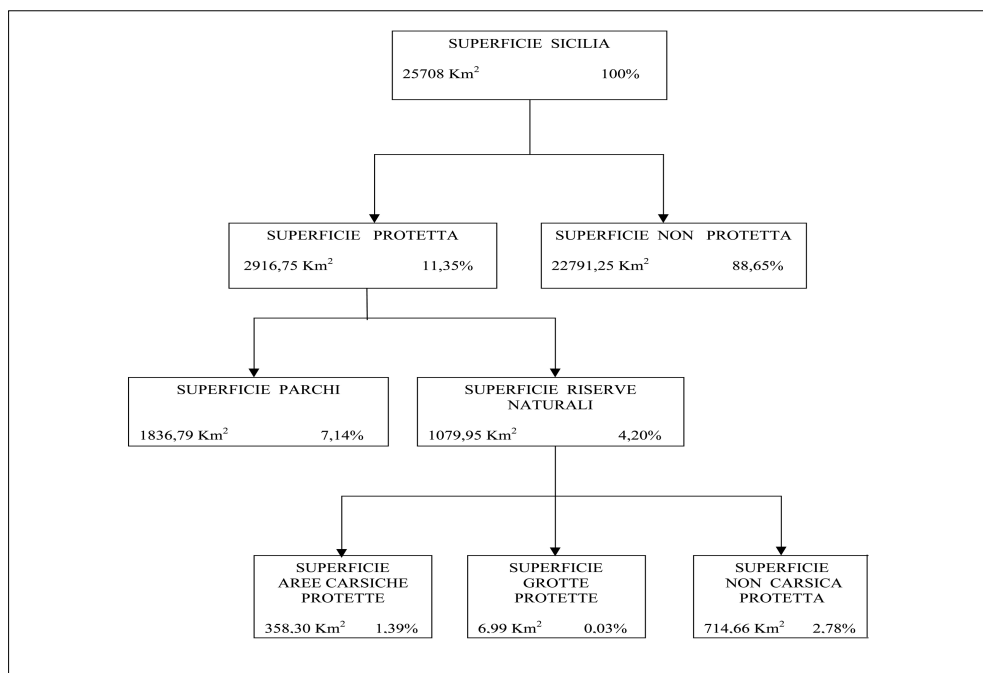 SUPERFICIE SICILIA
25708 Km² 100%
SUPERFICIE PROTETTA
2916,75 Km² 11,35%
SUPERFICIE NON PROTETTA
22791,25 Km² 88,65%
SUPERFICIE PARCHI
1836,79 Km² 7,14%
SUPERFICIE RISERVE
NATURALI
1079,95 Km² 4,20%
SUPERFICIE
AREE CARSICHE
PROTETTE
358,30 Km² 1.39%
SUPERFICIE
GROTTE
PROTETTE
6.99 Km² 0.03%
SUPERFICIE
NON CARSICA
PROTETTA
714,66 Km² 2.78%